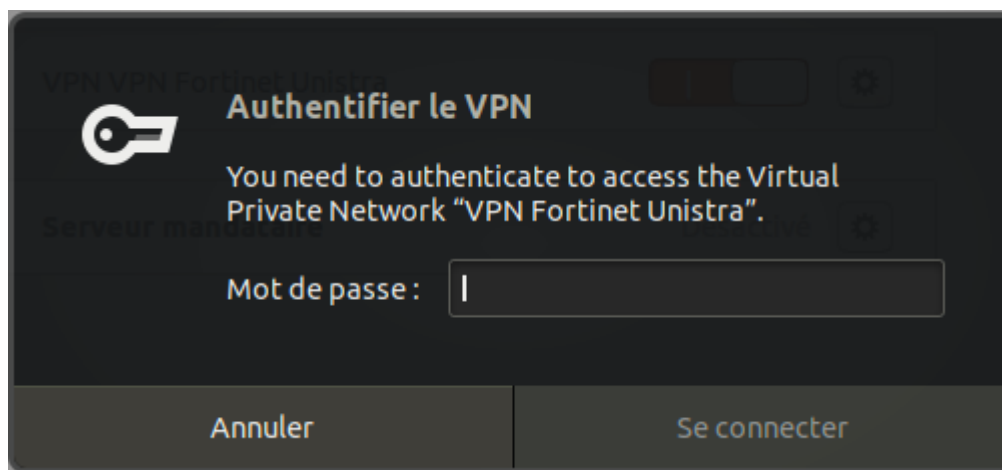 VPN VPN Fortinet Unistra
Authentifier le VPN
You need to authenticate to access the Virtual
Private Network “VPN Fortinet Unistra”.
Serveur mandataire Désactivé
Mot de passe :
Annuler
Se connecter